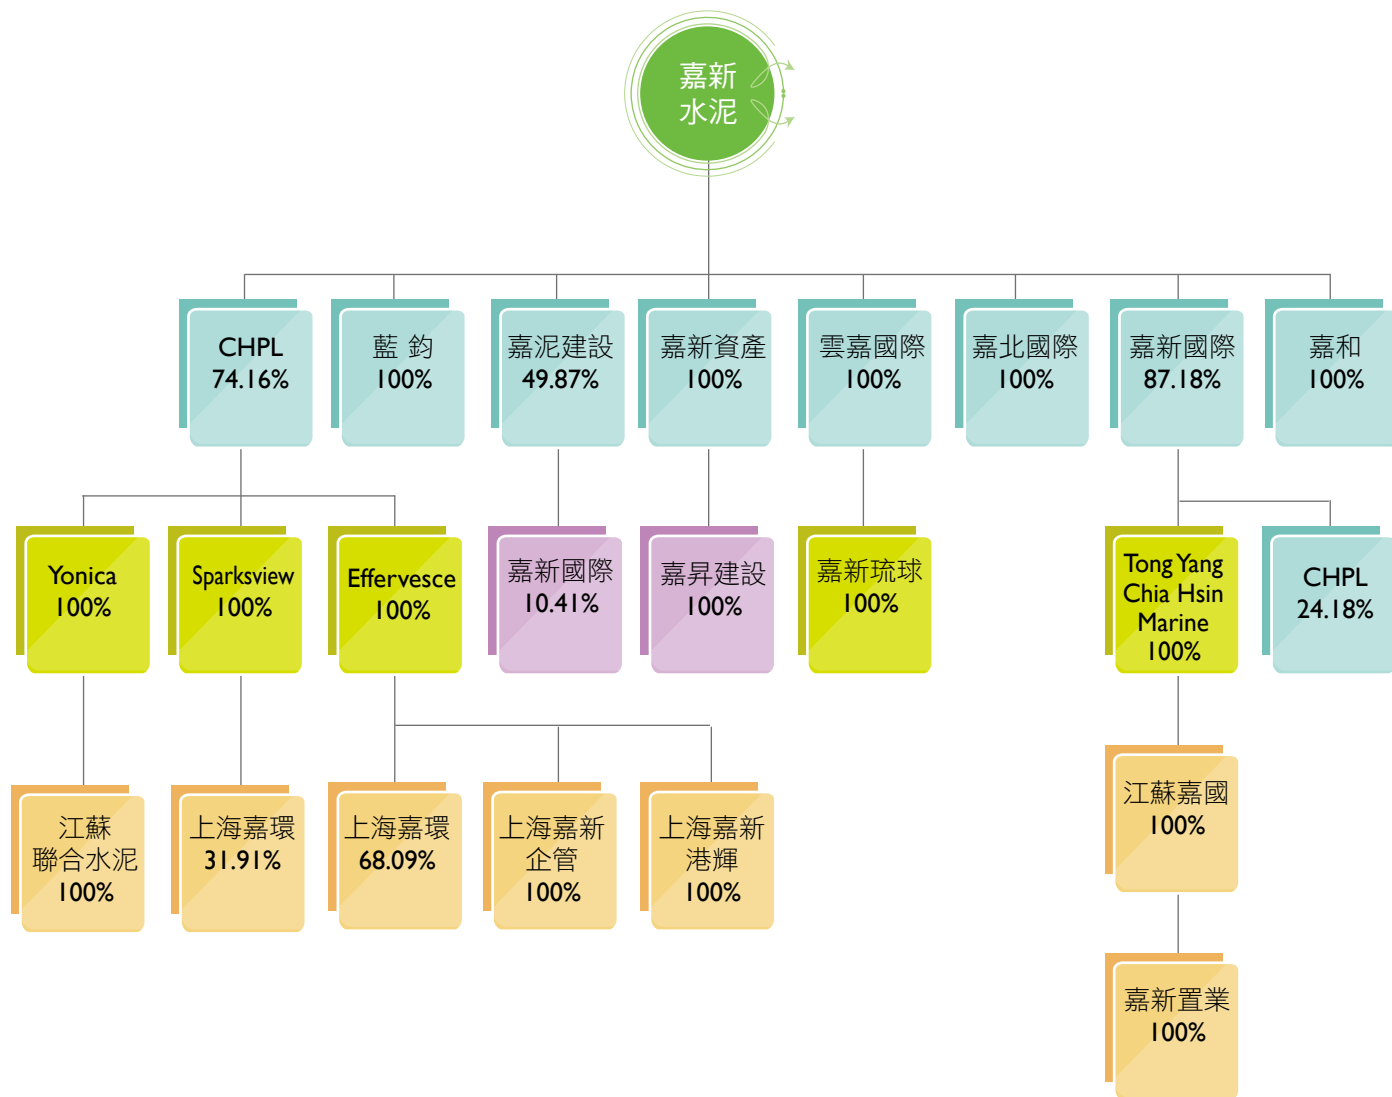 嘉新
水泥
CHPL
74.16%
藍 鈞
100%
嘉泥建設
49.87%
嘉新資產
100%
雲嘉國際
100%
嘉北國際
100%
嘉新國際
87.18%
嘉和
100%
Yonica
100%
Sparksview
100%
Effervesce
100%
嘉新國際
10.41%
嘉昇建設
100%
嘉新琉球
100%
Tong Yang
Chia Hsin
Marine
100%
CHPL
24.18%
江蘇
聯合水泥
100%
上海嘉環
31.91%
上海嘉環
68.09%
上海嘉新
企管
100%
上海嘉新
港輝
100%
江蘇嘉國
100%
嘉新置業
100%